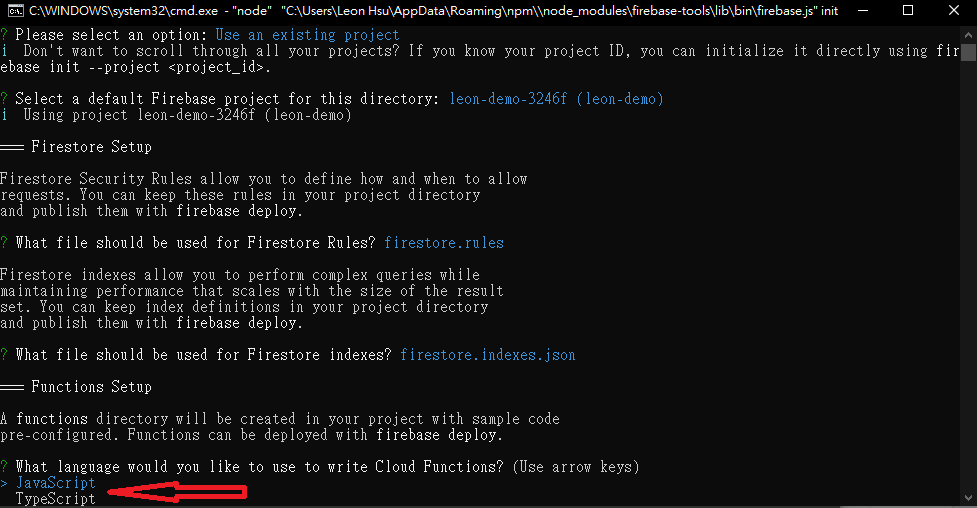 C:\WINDOWS\system32\cmd.exe - "node" "C:\Users\Leon Hsu\AppData\Roaming\npm\\node_modules\firebase-tools\lib\bin\firebase.js" init
? Please select an option: Use an existing project
i Don't want to scroll through all your projects? If you know your project ID, you can initialize it directly using fir
ebase init --project <project_id>.
? Select a default Firebase project for this directory: leon-demo-3246f (leon-demo)
i Using project leon-demo-3246f (leon-demo)
=== Firestore Setup
Firestore Security Rules allow you to define how and when to allow
requests. You can keep these rules in your project directory
and publish them with firebase deploy.
? What file should be used for Firestore Rules? firestore.rules
Firestore indexes allow you to perform complex queries while
maintaining performance that scales with the size of the result
set. You can keep index definitions in your project directory
and publish them with firebase deploy.
? What file should be used for Firestore indexes? firestore.indexes.json
=== Functions Setup
A functions directory will be created in your project with sample code
pre-configured. Functions can be deployed with firebase deploy.
? What language would you like to use to write Cloud Functions? (Use arrow keys)
> JavaScript
TypeScript